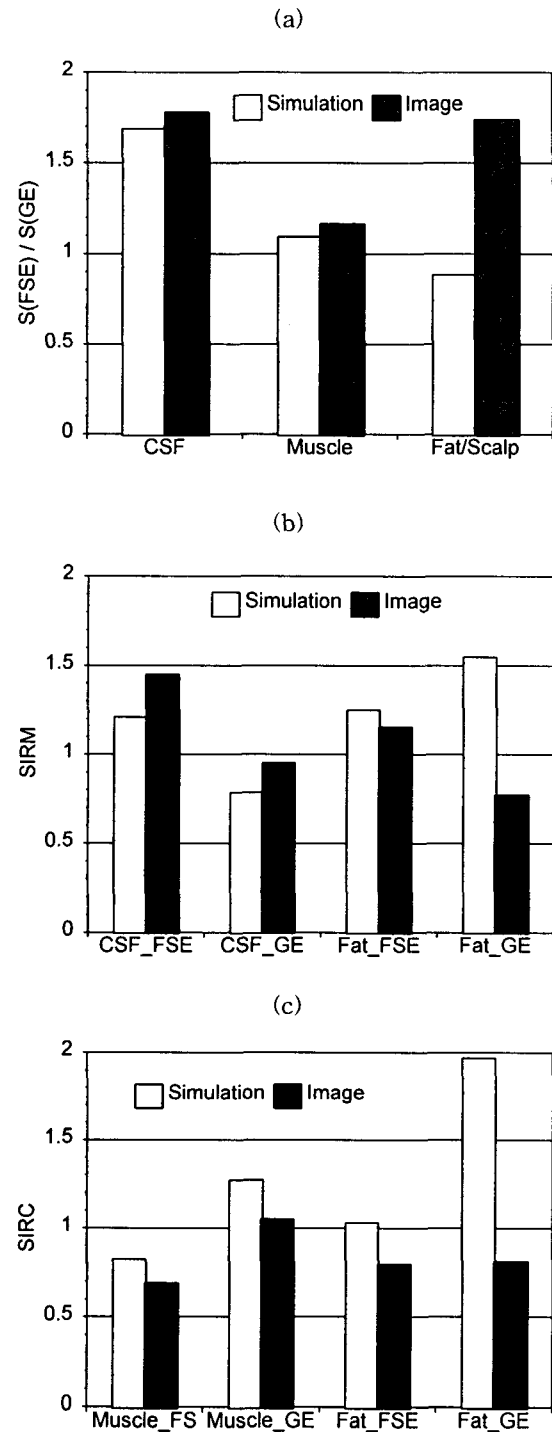 (a)
2
Simulation Image
1.5
1
0.5
0
S(FSE) / S(GE)
CSF Muscle Fat/Scalp
(b)
2
Simulation Image
1.5
1
0.5
0
SIRM
CSF_FSE CSF_GE Fat_FSE Fat_GE
(c)
2
Simulation Image
1.5
1
0.5
0
SIRC
Muscle_FS Muscle_GE Fat_FSE Fat_GE